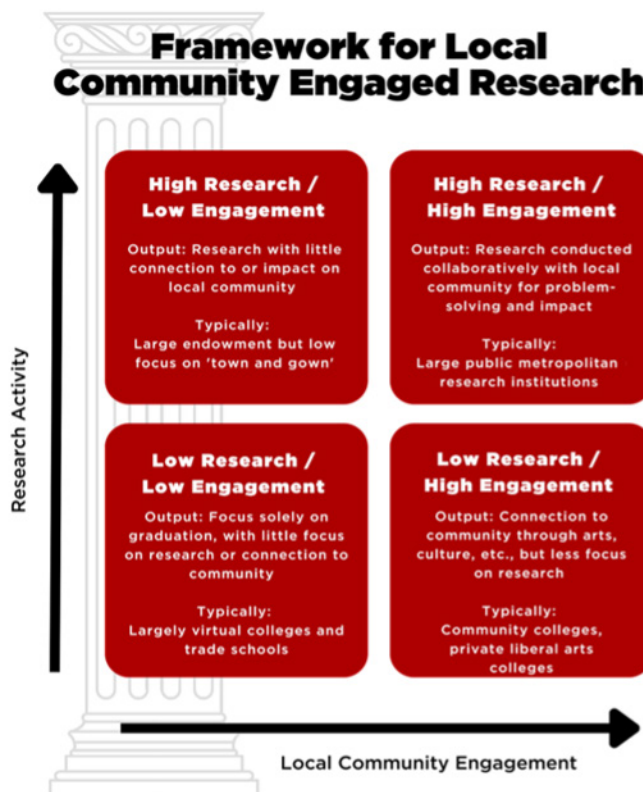 Framework for Local
Community Engaged Research
High Research /
Low Engagement
Output: Research with little
connection to or impact on
local community
Typically:
Large endowment but low
focus on 'town and gown'
High Research /
High Engagement
Output: Research conducted
collaboratively with local
community for problem-
solving and impact
Typically:
Large public metropolitan
research institutions
Research Activity
Low Research /
Low Engagement
Output: Focus solely on
graduation, with little focus
on research or connection to
community
Typically:
Largely virtual colleges and
trade schools
Low Research /
High Engagement
Output: Connection to
community through arts,
culture, etc., but less focus
on research
Typically:
Community colleges,
private liberal arts
colleges
Local Community Engagement